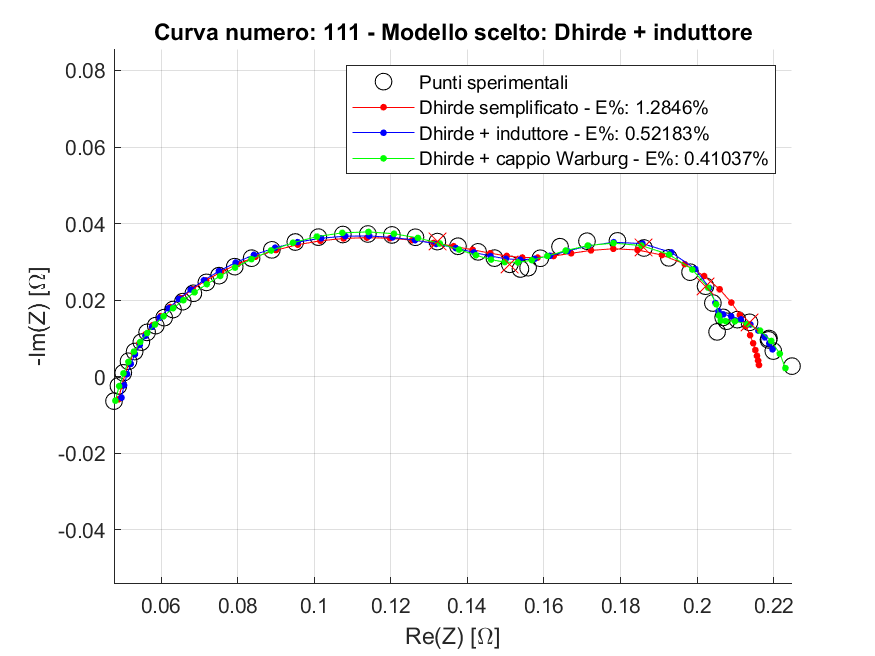 Curva numero: 111 - Modello scelto: Dhirde + induttore
Punti sperimentali
Dhirde semplificato - E%: 1.2846%
Dhirde + induttore - E%: 0.52183%
Dhirde + cappio Warburg - E%: 0.41037%
0.08
0.06
0.04
0.02
0
-0.02
-0.04
-Im(Z) [Ω]
0.06 0.08 0.1 0.12 0.14 0.16 0.18 0.2 0.22
Re(Z) [Ω]